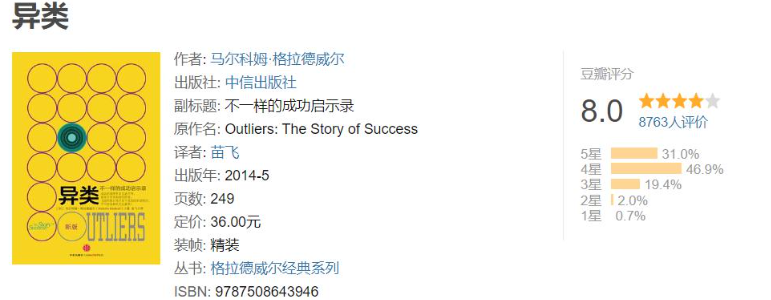 异类
作者: 马尔科姆·格拉德威尔
出版社: 中信出版社
副标题: 不一样的成功启示录
原作名: Outliers: The Story of Success
译者: 苗飞
出版年: 2014-5
页数: 249
定价: 36.00元
装帧: 精装
丛书: 格拉德威尔经典系列
ISBN: 9787508643946
豆瓣评分
8.0
8763人评价
5星 31.0%
4星 46.9%
3星 19.4%
2星 2.0%
1星 0.7%
异类
不一样的成功启示录
新版
OUTLIERS